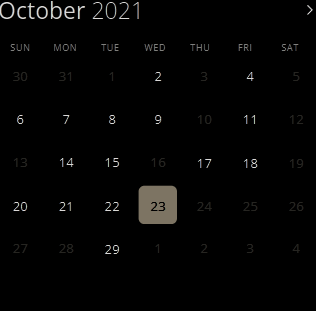 October 2021
SUN MON TUE WED THU FRI SAT
30 31 1 2 3 4 5
6 7 8 9 10 11 12
13 14 15 16 17 18 19
20 21 22 23 24 25 26
27 28 29 1 2 3 4